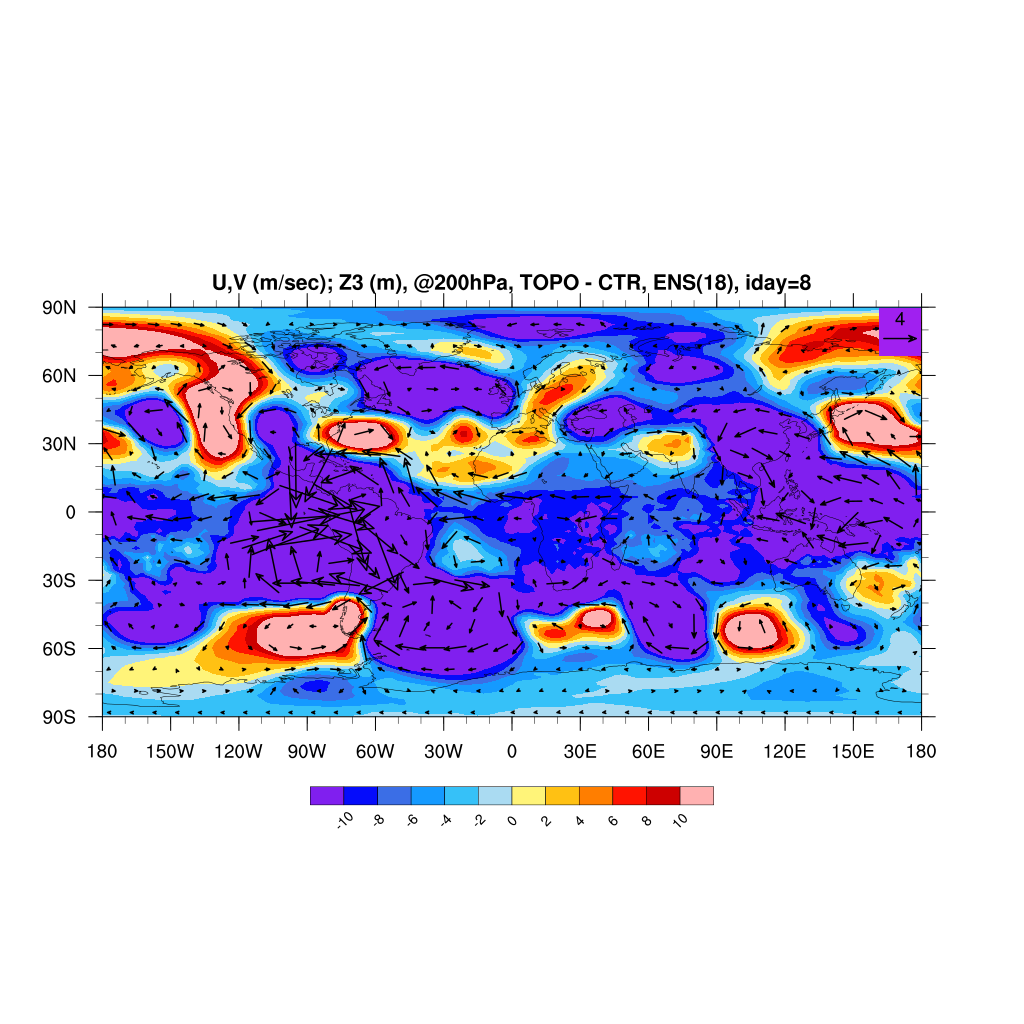 U,V (m/sec); Z3 (m), @200hPa, TOPO - CTR, ENS(18), iday=8
4
90N
60N
30N
0
30S
60S
90S
180 150W 120W 90W 60W 30W 0 30E 60E 90E 120E 150E 180
-10 -8 -6 -4 -2 0 2 4 6 8 10